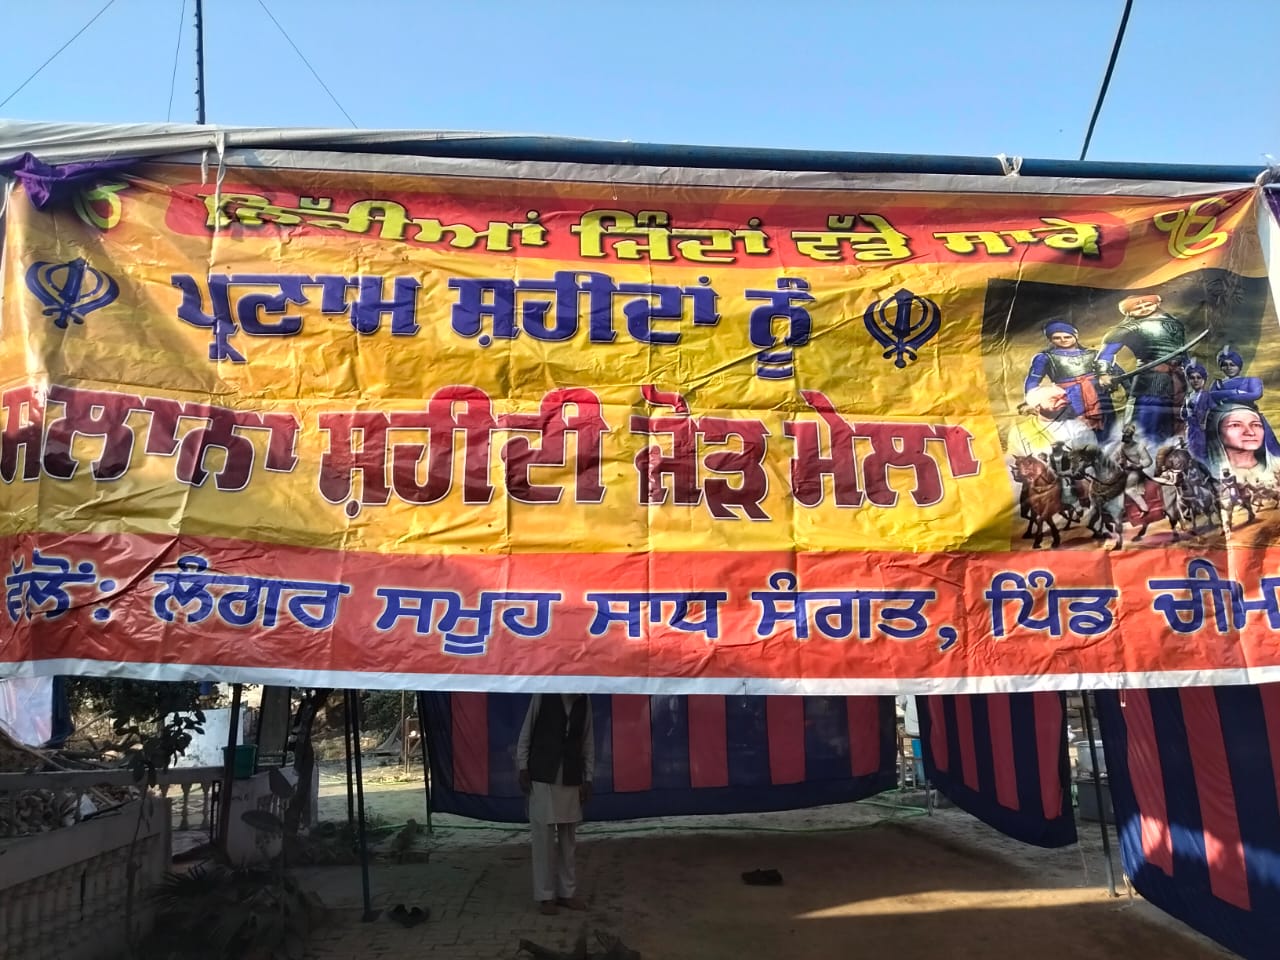 ੴ ਨਿੱਕੀਆਂ ਜਿੰਦਾਂ ਵੱਡੇ ਸਾਕੇ ੴ
ਪ੍ਰਣਾਮ ਸ਼ਹੀਦਾਂ ਨੂੰ
ਸਲਾਨਾ ਸ਼ਹੀਦੀ ਜੋੜ ਮੇਲਾ
ਵੱਲੋਂ: ਲੰਗਰ ਸਮੂਹ ਸਾਧ ਸੰਗਤ, ਪਿੰਡ ਚੀਮਾ